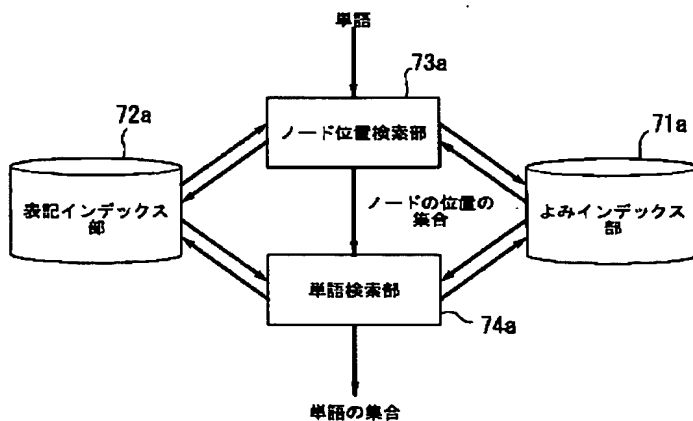 単語
73a
72a
ノード位置検索部
71a
表記インデックス
部
ノードの位置の
集合
よみインデックス
部
単語検索部
74a
単語の集合